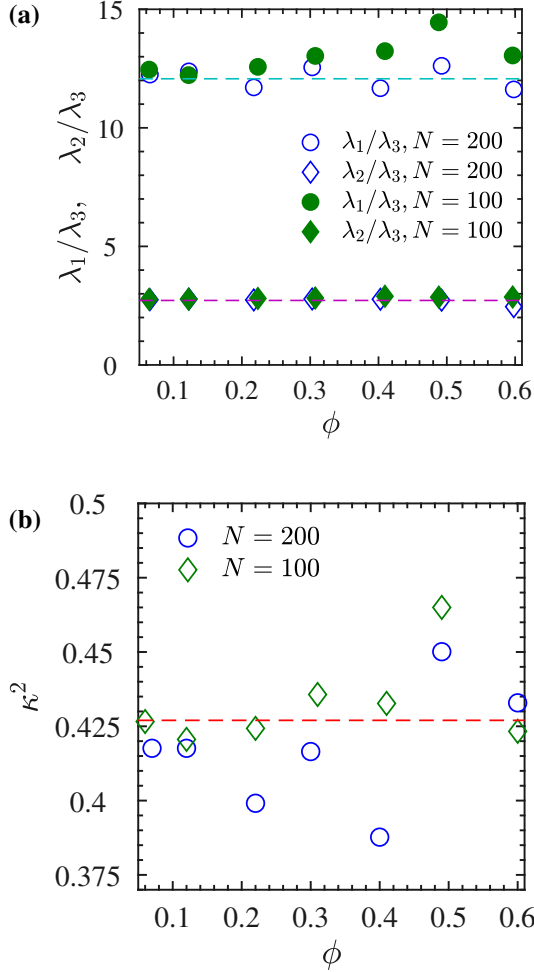 (a)
15
10
5
0
λ₁/λ₃, λ₂/λ₃
λ₁/λ₃, N = 200
λ₂/λ₃, N = 200
λ₁/λ₃, N = 100
λ₂/λ₃, N = 100
0.1 0.2 0.3 0.4 0.5 0.6
ϕ
(b)
0.5
0.475
0.45
0.425
0.4
0.375
κ²
N = 200
N = 100
0.1 0.2 0.3 0.4 0.5 0.6
ϕ